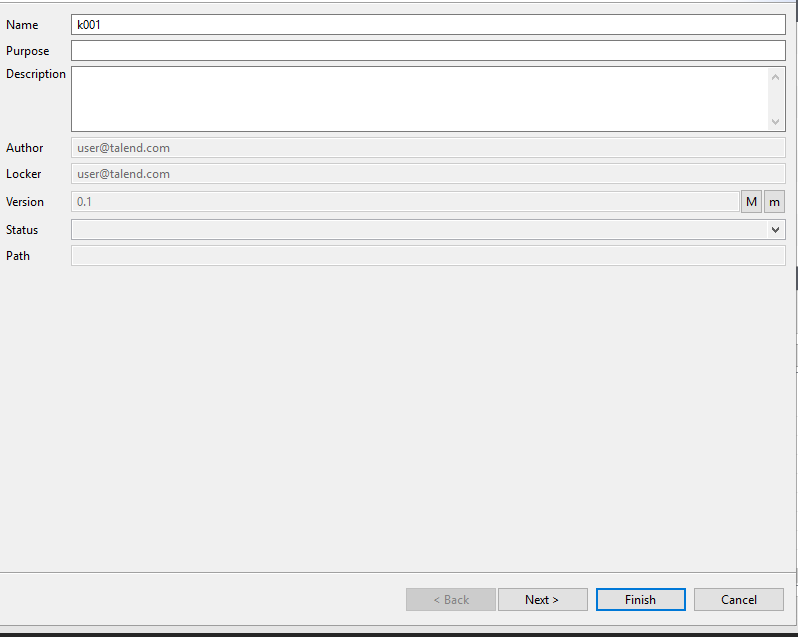 Name k001
Purpose
Description
Author user@talend.com
Locker user@talend.com
Version 0.1 M m
Status
Path
< Back Next > Finish Cancel